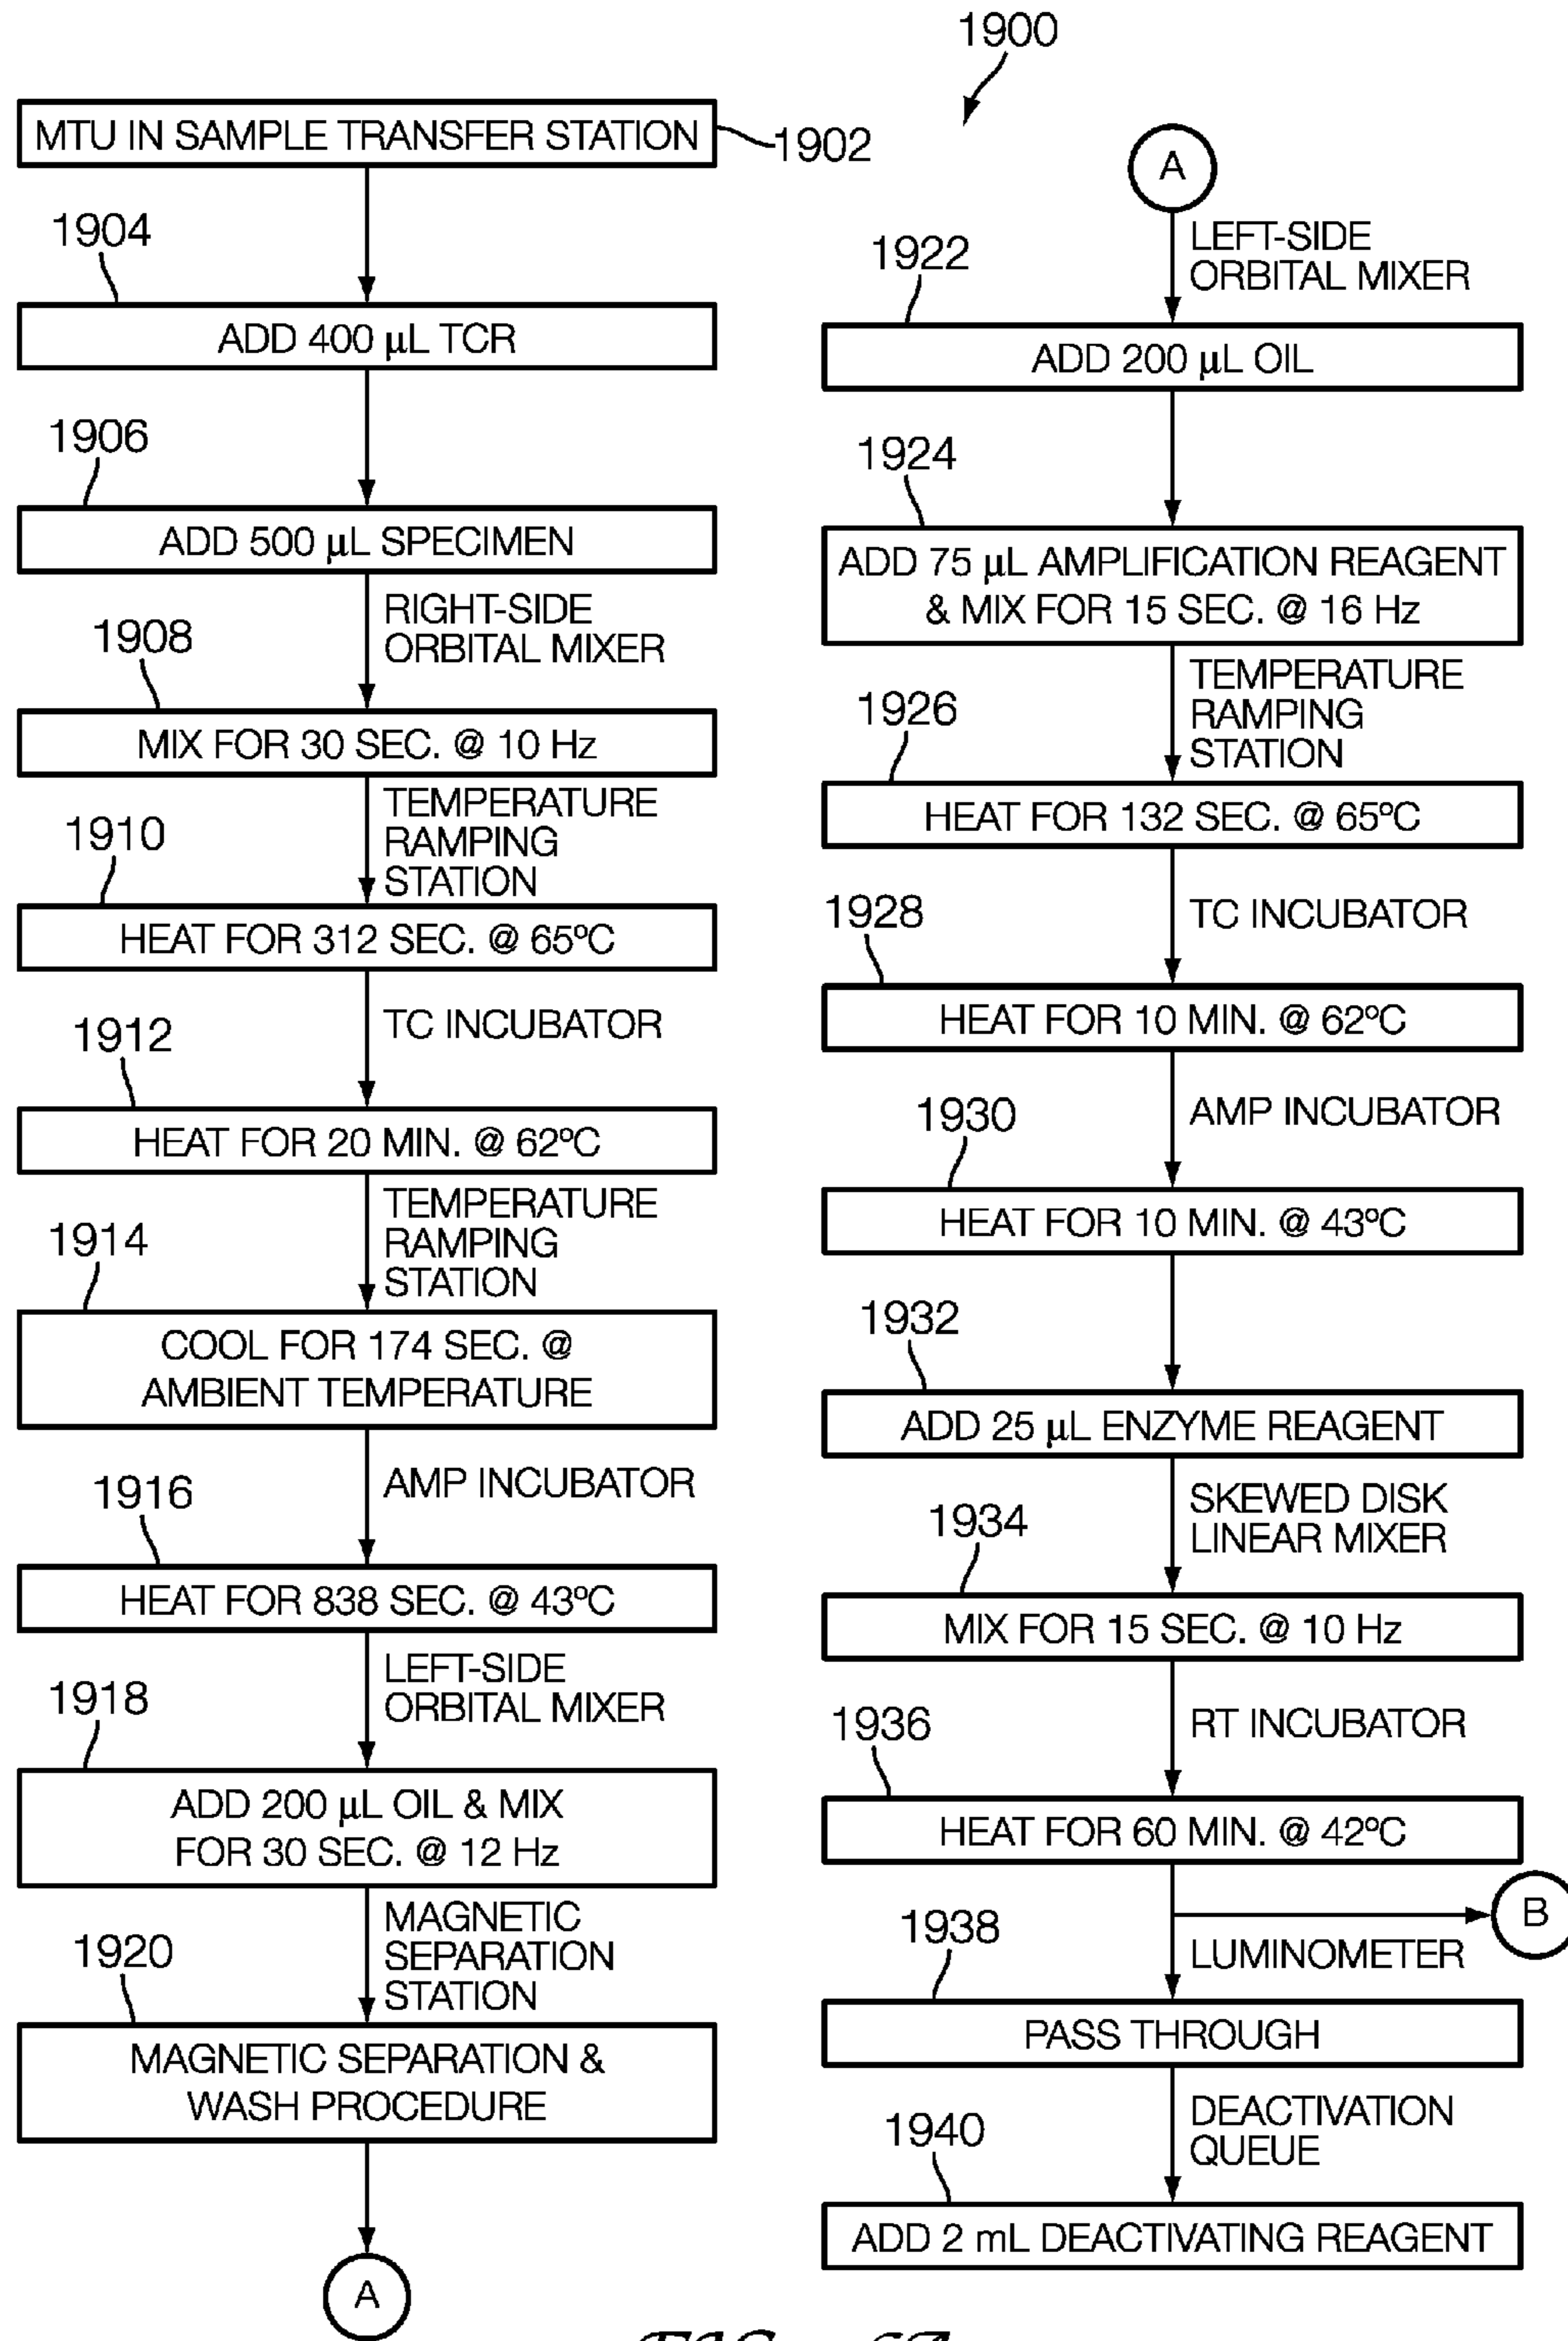 1900
MTU IN SAMPLE TRANSFER STATION
1902
1904
ADD 400 µL TCR
1906
ADD 500 µL SPECIMEN
RIGHT-SIDE
ORBITAL MIXER
1908
MIX FOR 30 SEC. @ 10 Hz
TEMPERATURE
RAMPING
STATION
1910
HEAT FOR 312 SEC. @ 65ºC
TC INCUBATOR
1912
HEAT FOR 20 MIN. @ 62ºC
TEMPERATURE
RAMPING
STATION
1914
COOL FOR 174 SEC. @
AMBIENT TEMPERATURE
AMP INCUBATOR
1916
HEAT FOR 838 SEC. @ 43ºC
LEFT-SIDE
ORBITAL MIXER
1918
ADD 200 µL OIL & MIX
FOR 30 SEC. @ 12 Hz
MAGNETIC
SEPARATION
STATION
1920
MAGNETIC SEPARATION &
WASH PROCEDURE
A
A
LEFT-SIDE
ORBITAL MIXER
1922
ADD 200 µL OIL
1924
ADD 75 µL AMPLIFICATION REAGENT
& MIX FOR 15 SEC. @ 16 Hz
TEMPERATURE
RAMPING
STATION
1926
HEAT FOR 132 SEC. @ 65ºC
TC INCUBATOR
1928
HEAT FOR 10 MIN. @ 62ºC
AMP INCUBATOR
1930
HEAT FOR 10 MIN. @ 43ºC
1932
ADD 25 µL ENZYME REAGENT
SKEWED DISK
LINEAR MIXER
1934
MIX FOR 15 SEC. @ 10 Hz
RT INCUBATOR
1936
HEAT FOR 60 MIN. @ 42ºC
B
LUMINOMETER
1938
PASS THROUGH
DEACTIVATION
QUEUE
1940
ADD 2 mL DEACTIVATING REAGENT